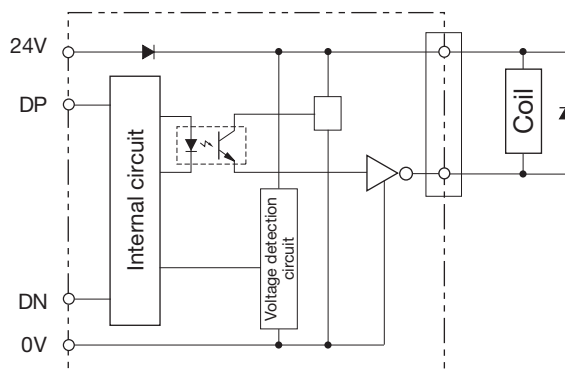 24V
DP
Internal circuit
Coil
Voltage detection
circuit
DN
0V